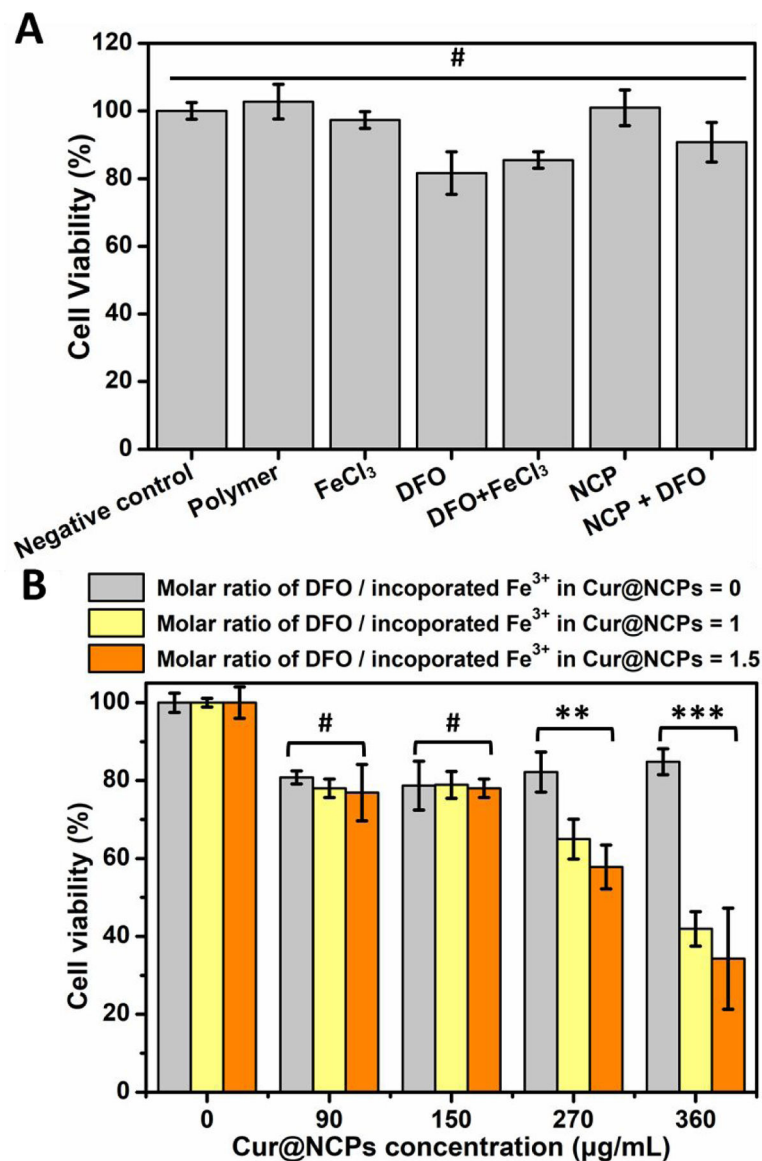 A
#
120
100
80
60
40
20
0
Cell Viability (%)
Negative control
Polymer
FeCl₃
DFO
DFO+FeCl₃
NCP
NCP + DFO
B
Molar ratio of DFO / incoporated Fe³⁺ in Cur@NCPs = 0
Molar ratio of DFO / incoporated Fe³⁺ in Cur@NCPs = 1
Molar ratio of DFO / incoporated Fe³⁺ in Cur@NCPs = 1.5
# # ** ***
100
80
60
40
20
0
Cell viability (%)
0 90 150 270 360
Cur@NCPs concentration (µg/mL)